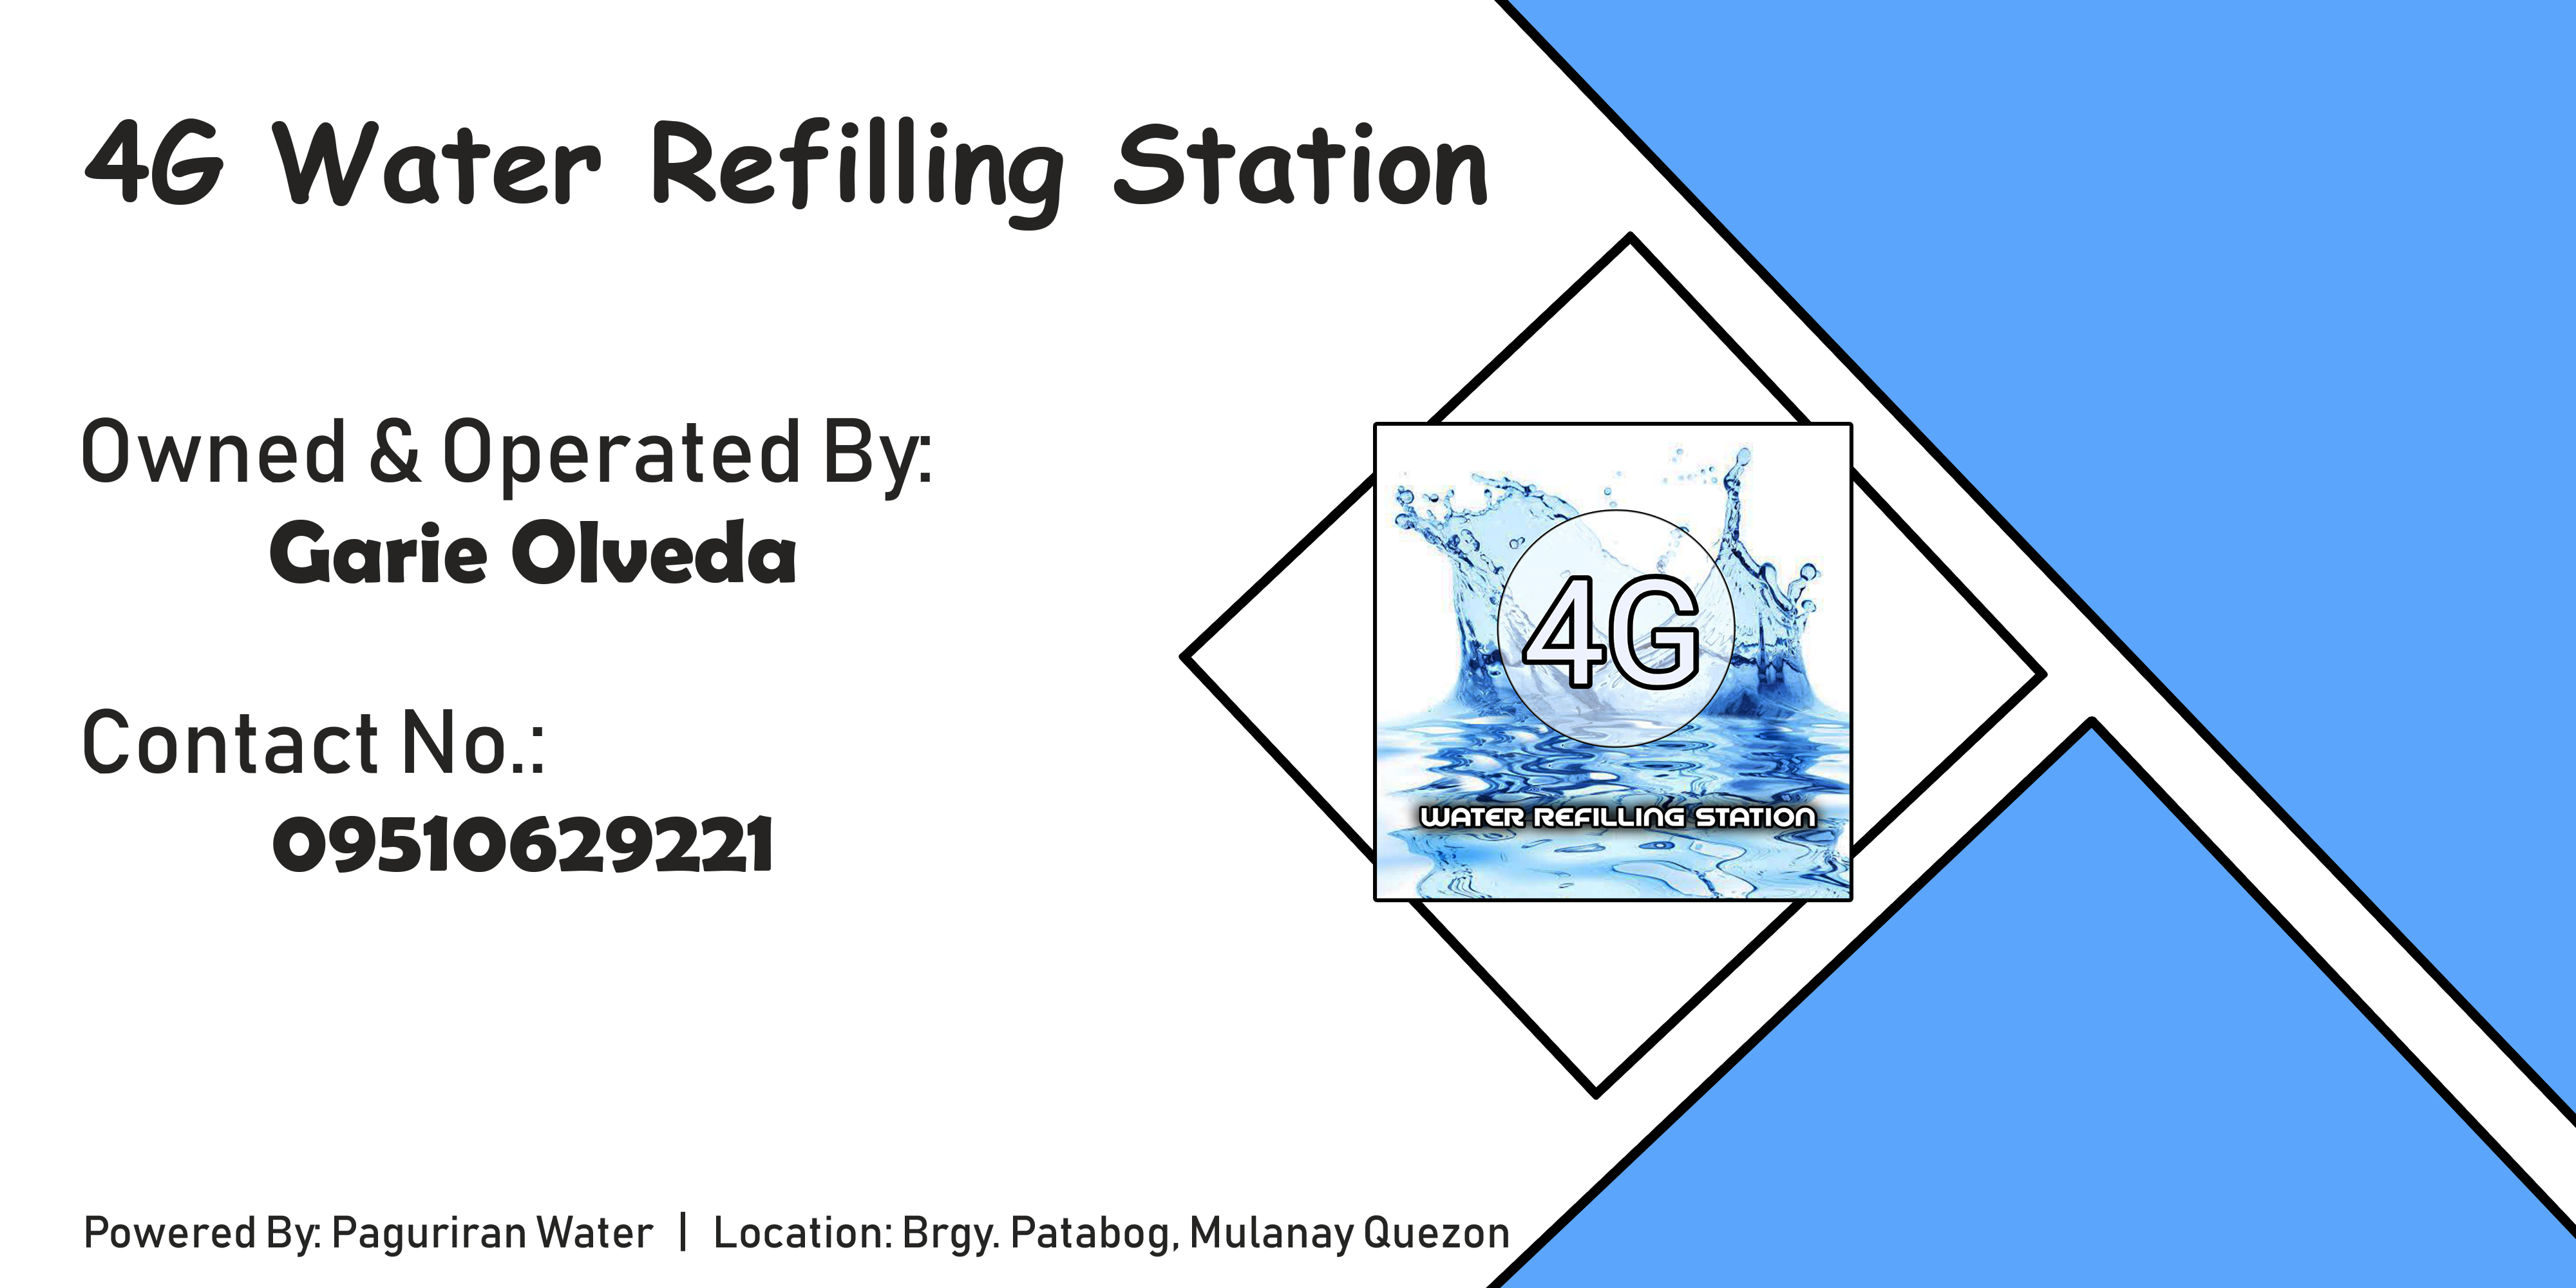 4G Water Refilling Station
Owned & Operated By:
Garie Olveda
Contact No.:
09510629221
4G
WATER REFILLING STATION
Powered By: Paguriran Water | Location: Brgy. Patabog, Mulanay Quezon